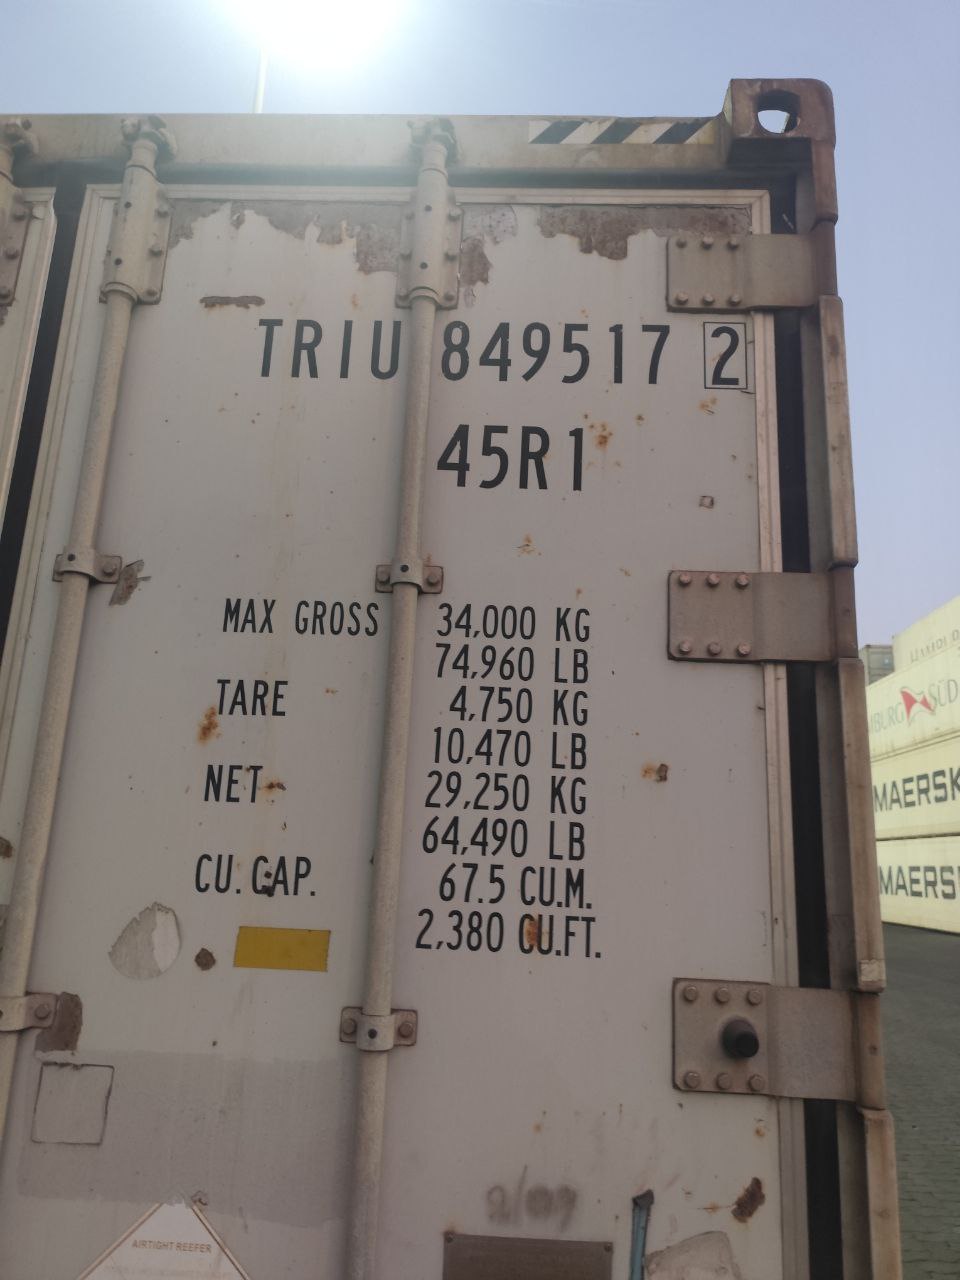 TRIU 849517 2
45R1
MAX GROSS 34,000 KG
74,960 LB
TARE 4,750 KG
10,470 LB
NET 29,250 KG
64,490 LB
CU. CAP. 67.5 CU.M.
2,380 CU.FT.
SÜD
MAERSK
MAERSK
AIRTIGHT REEFER